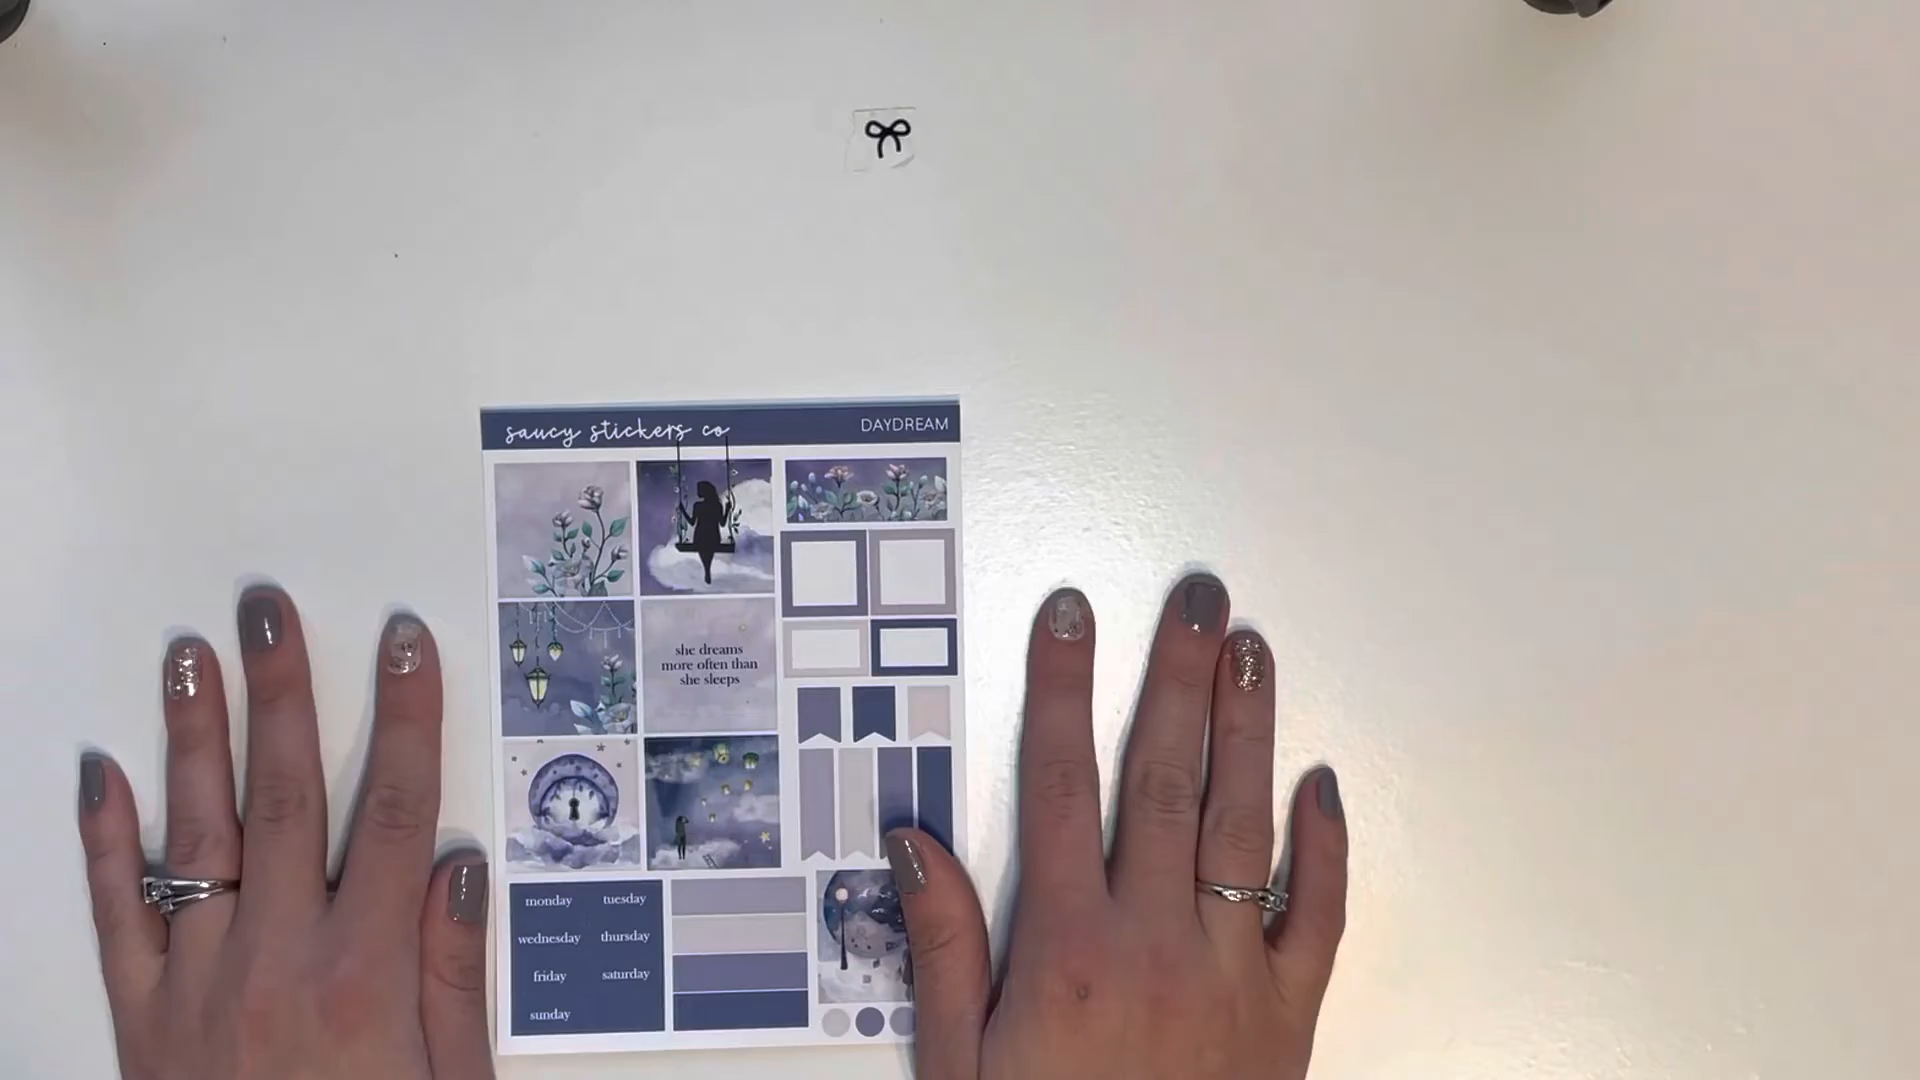 saucy stickers co
DAYDREAM
she dreams
more often than
she sleeps
monday tuesday
wednesday thursday
friday saturday
sunday